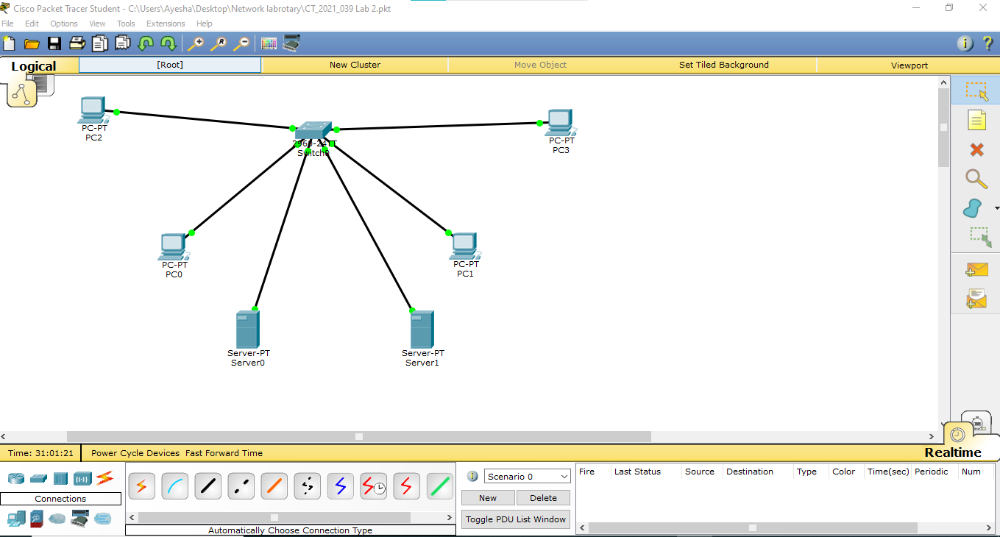 Cisco Packet Tracer Student - C:\Users\Ayesha\Desktop\Network labrotary\CT_2021_039 Lab 2.pkt
File Edit Options View Tools Extensions Help
Logical [Root] New Cluster Move Object Set Tiled Background Viewport
PC-PT
PC2
2960-24TT
Switch0
PC-PT
PC3
PC-PT
PC0
PC-PT
PC1
Server-PT
Server0
Server-PT
Server1
Time: 31:01:21 Power Cycle Devices Fast Forward Time
Realtime
Connections
Automatically Choose Connection Type
Scenario 0
New Delete
Toggle PDU List Window
Fire Last Status Source Destination Type Color Time(sec) Periodic Num